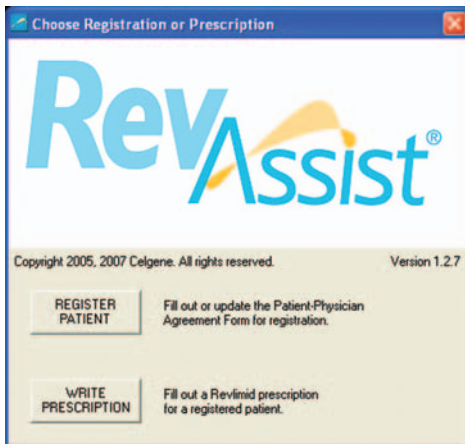 Choose Registration or Prescription
RevAssist®
Copyright 2005, 2007 Celgene. All rights reserved. Version 1.2.7
REGISTER
PATIENT
Fill out or update the Patient-Physician
Agreement Form for registration.
WRITE
PRESCRIPTION
Fill out a Revlimid prescription
for a registered patient.